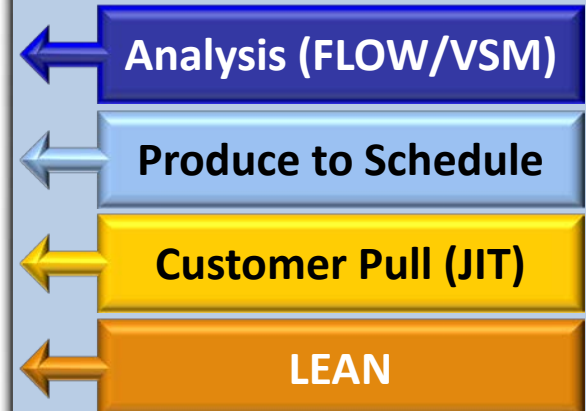 Analysis (FLOW/VSM)
Produce to Schedule
Customer Pull (JIT)
LEAN